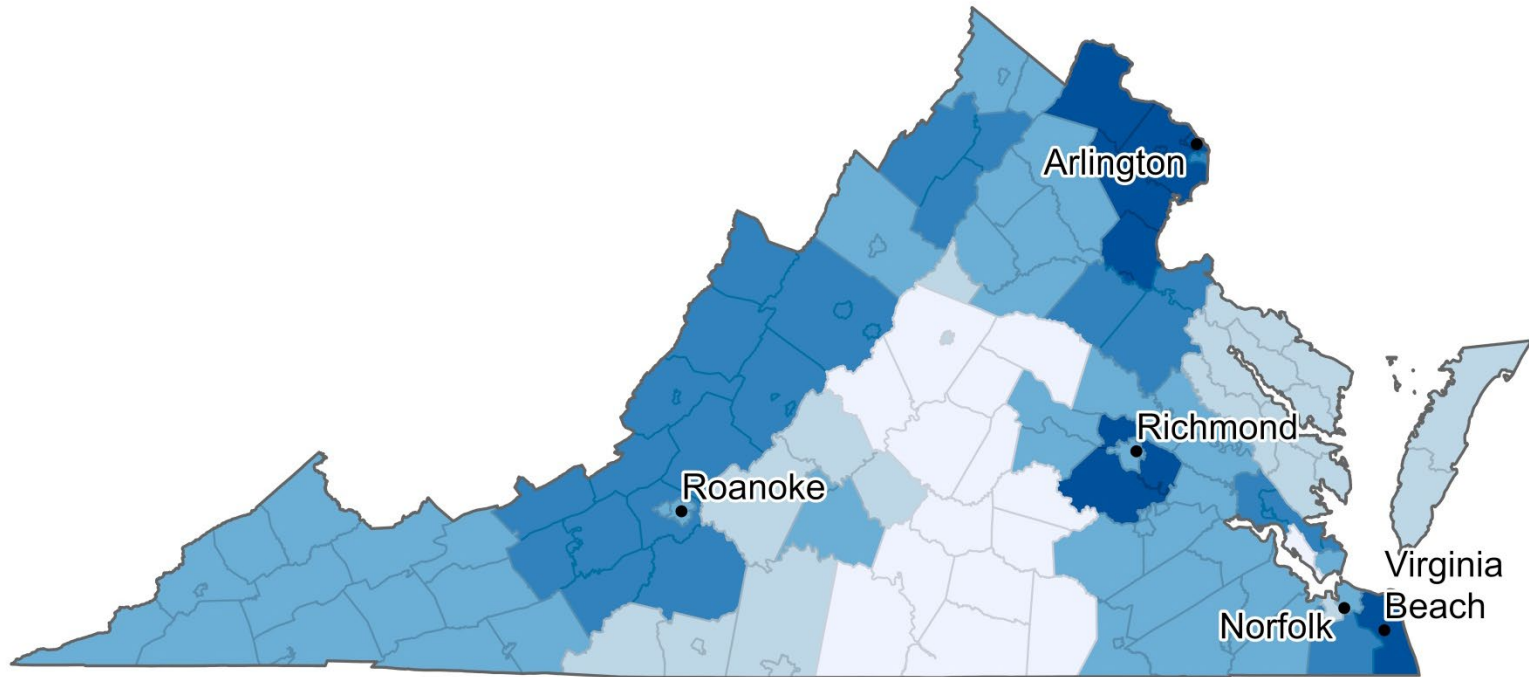 Arlington
Richmond
Roanoke
Virginia
Beach
Norfolk